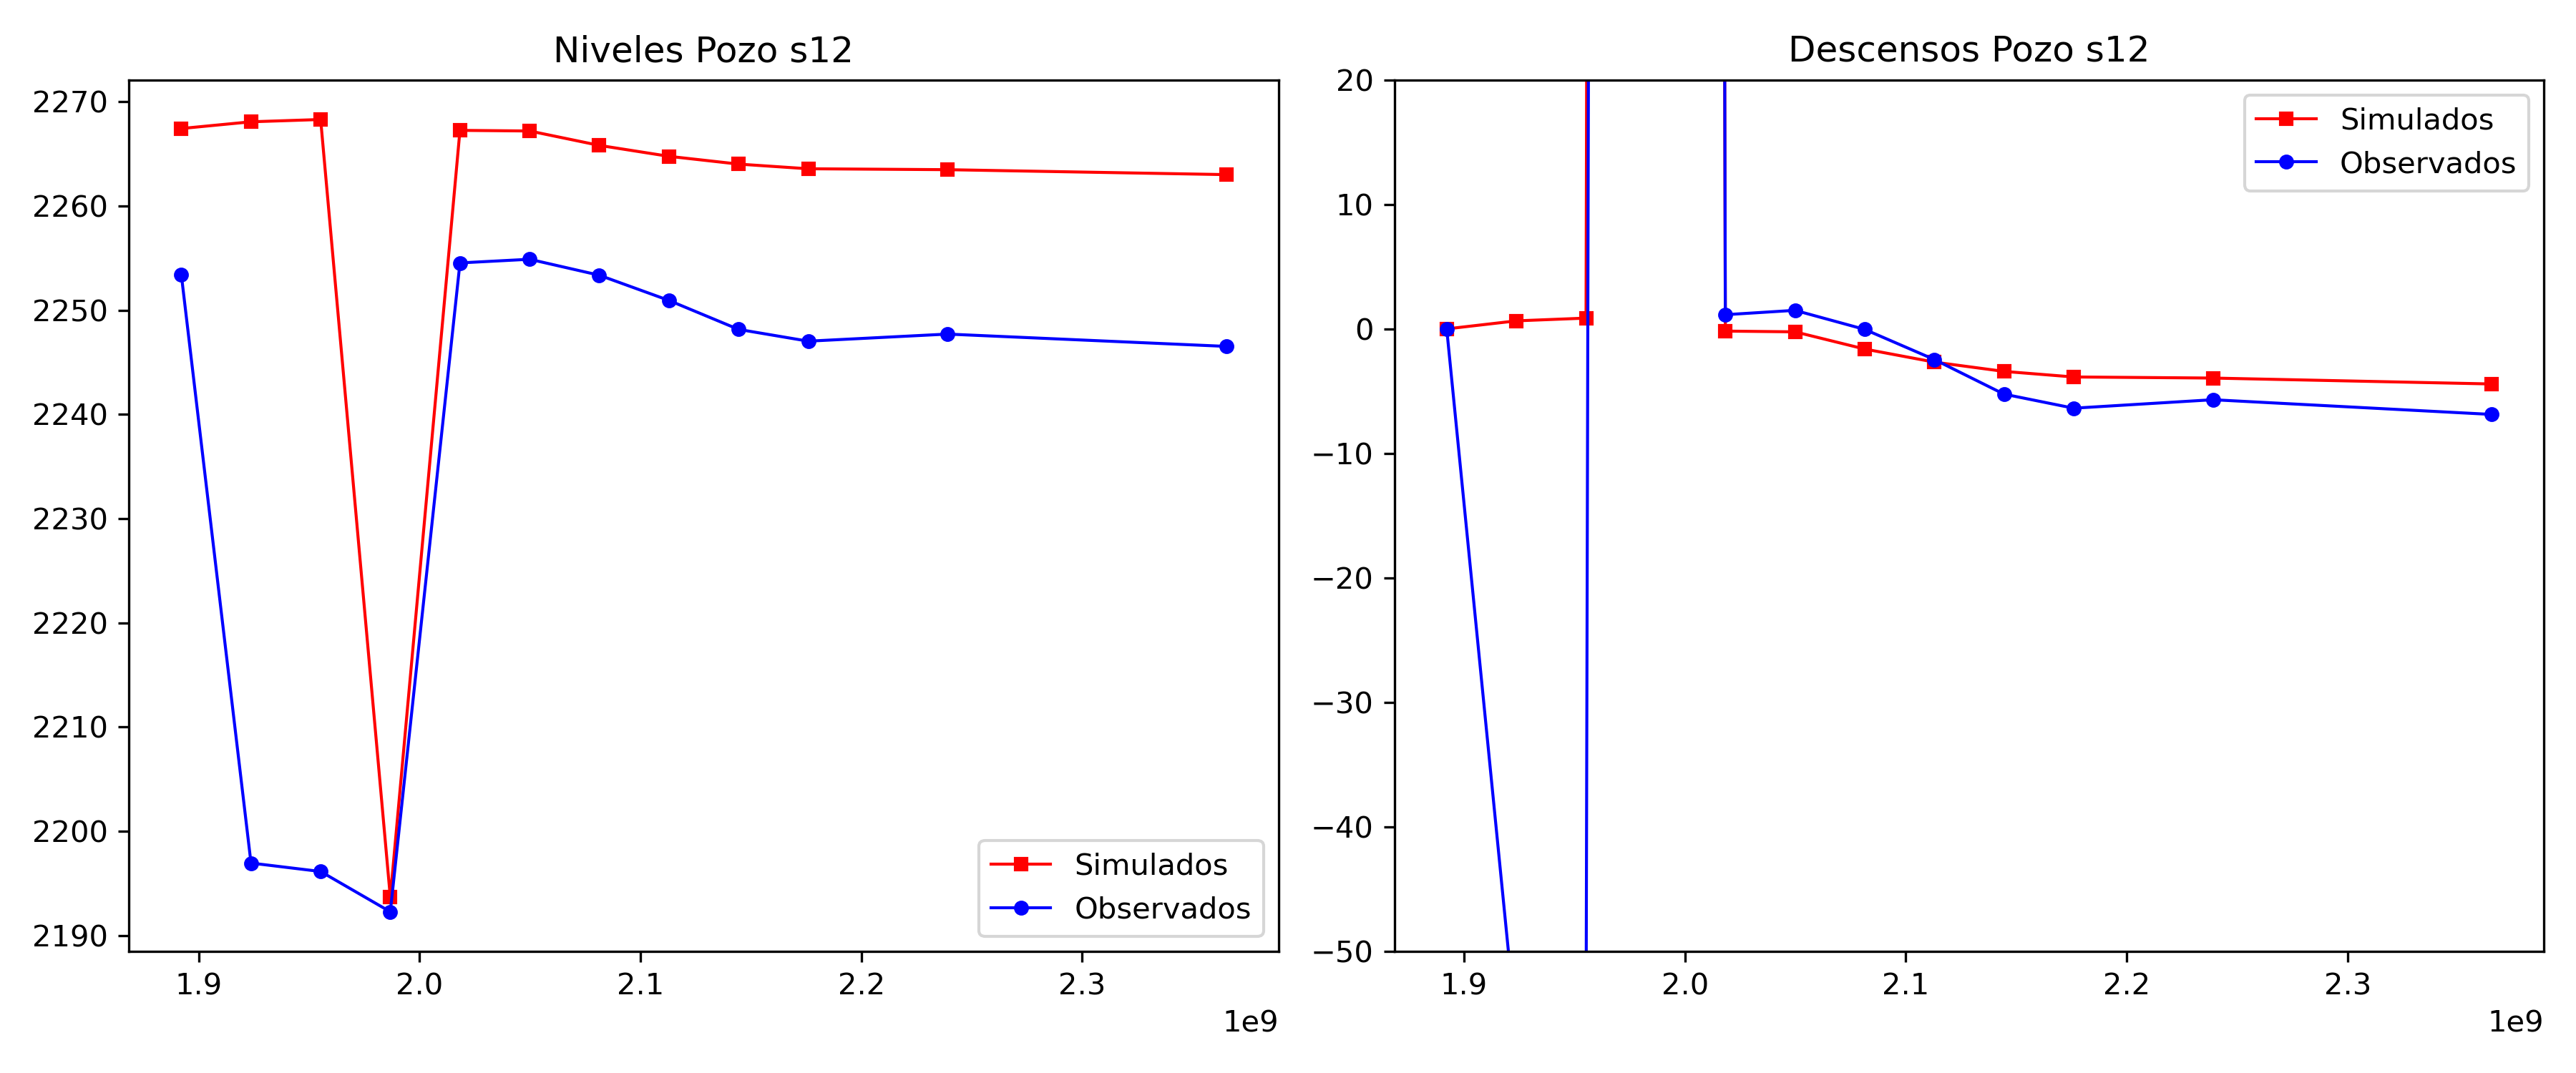 Niveles Pozo s12
2270
2260
2250
2240
2230
2220
2210
2200
2190
1.9 2.0 2.1 2.2 2.3
1e9
Simulados
Observados
Descensos Pozo s12
20
10
0
−10
−20
−30
−40
−50
1.9 2.0 2.1 2.2 2.3
1e9
Simulados
Observados